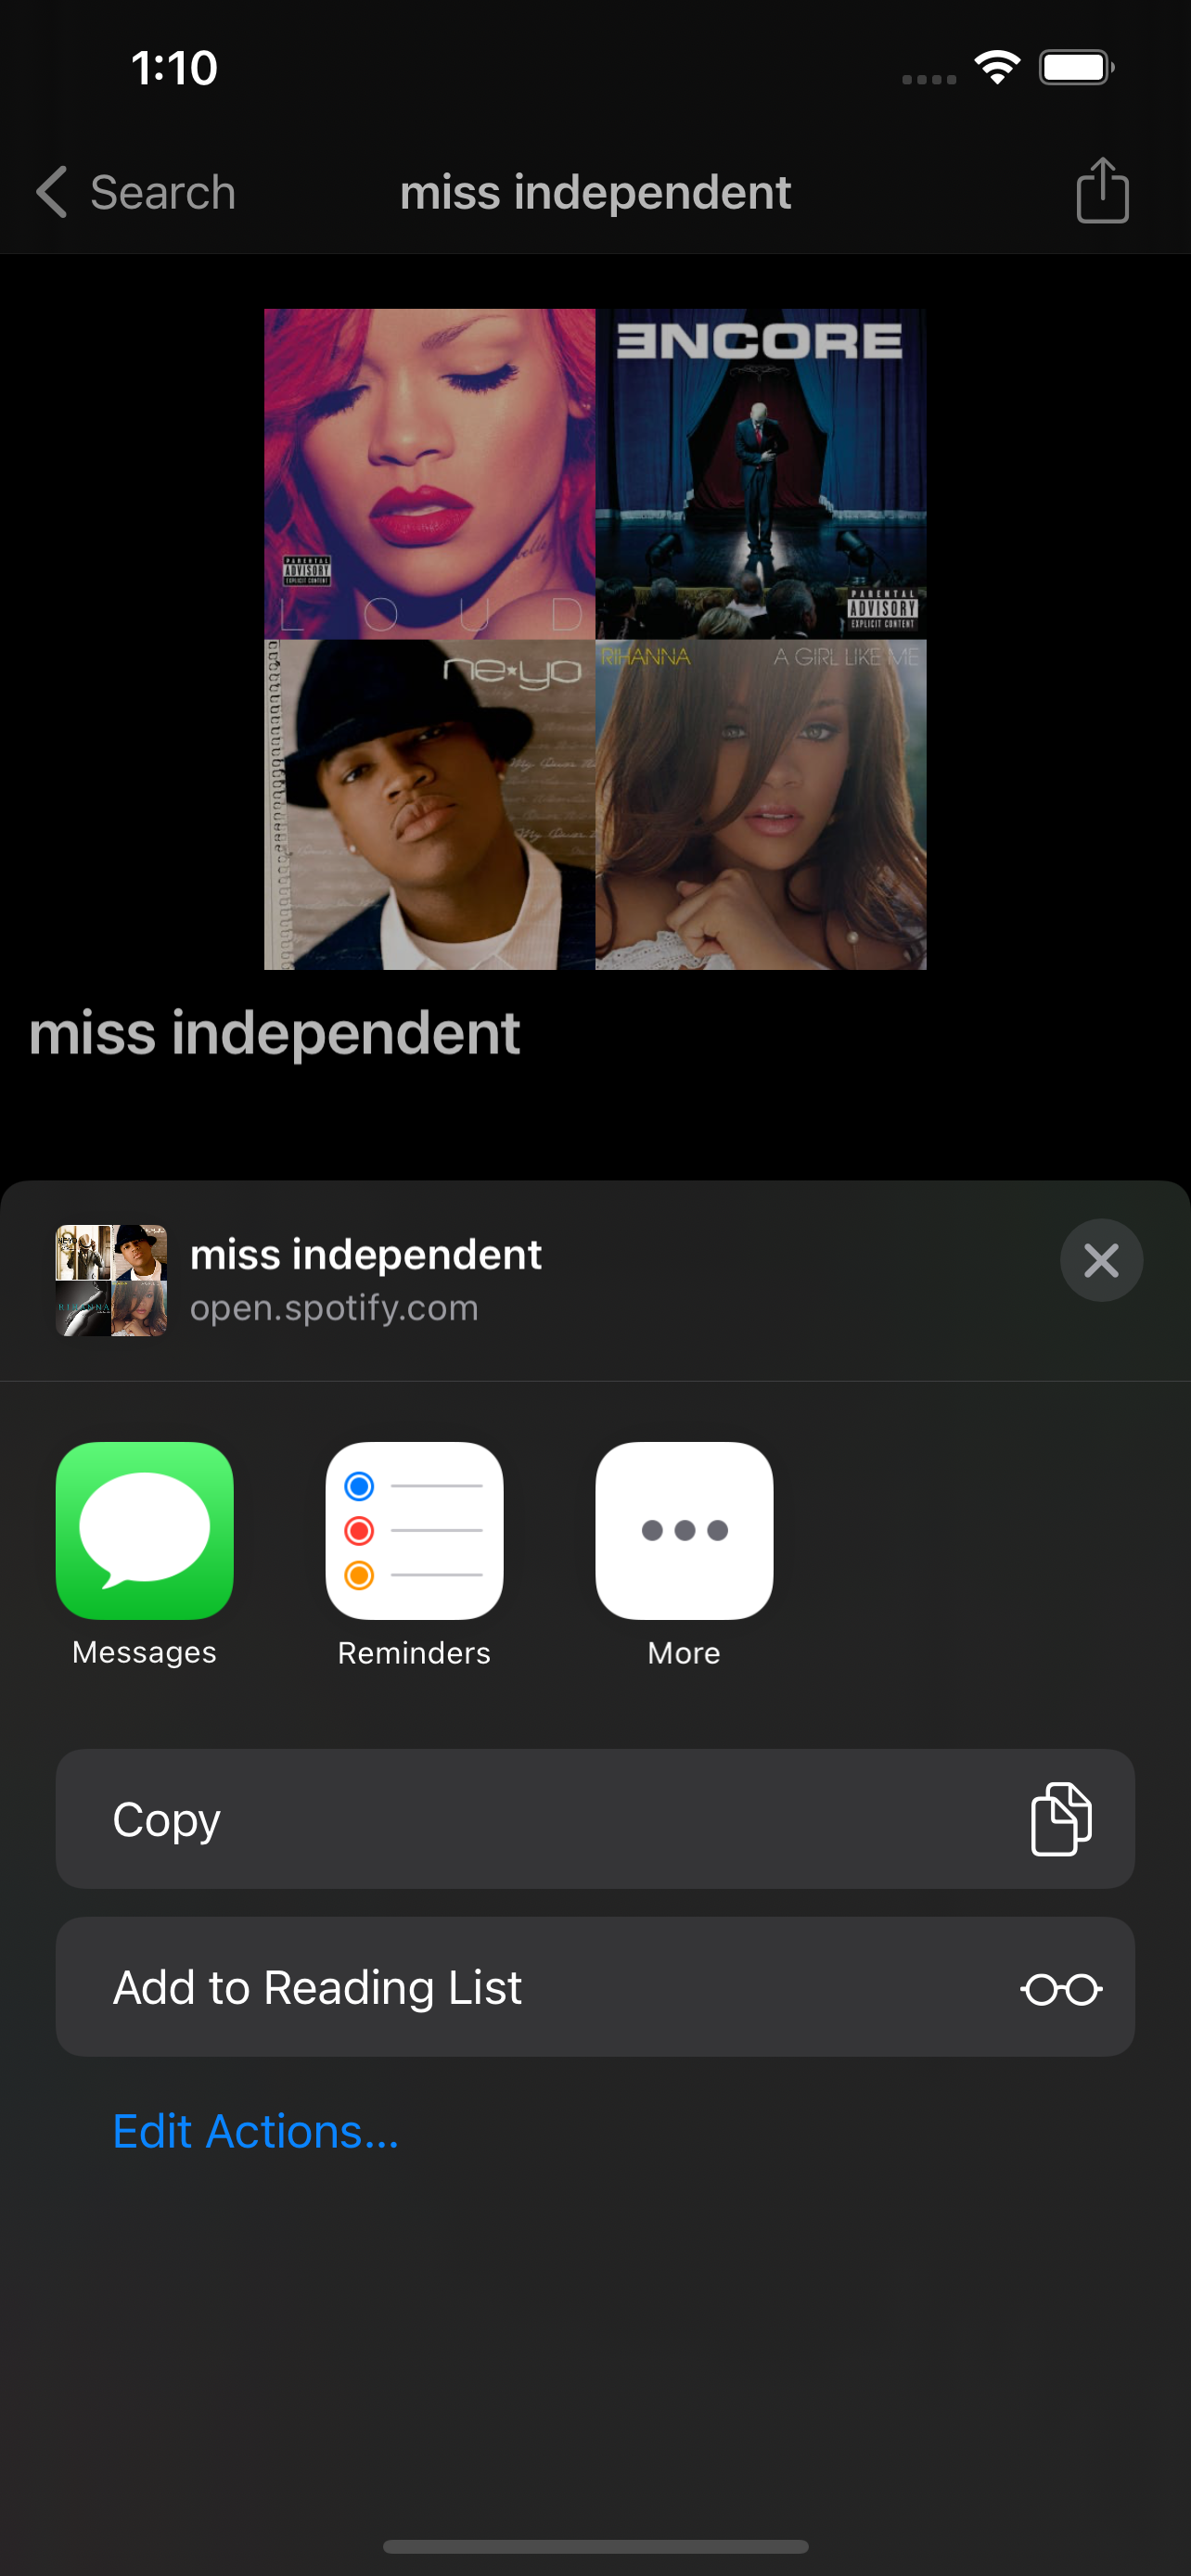 1:10
Search
miss independent
ƎNCORE
PARENTAL
ADVISORY
EXPLICIT CONTENT
L O U D
PARENTAL
ADVISORY
EXPLICIT CONTENT
ne★yo
RIHANNA A GIRL LIKE ME
miss independent
miss independent
open.spotify.com
RIHANNA
Messages
Reminders
More
Copy
Add to Reading List
Edit Actions...